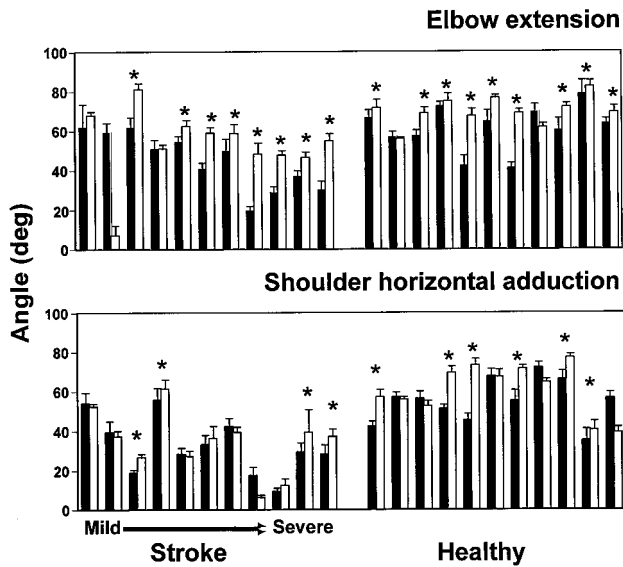 Elbow extension
100
80
60
40
20
0
* * * * * * * * * * * * * * * * *
Angle (deg)
Shoulder horizontal adduction
100
80
60
40
20
0
* * * * * * * * * *
Mild Severe
Stroke Healthy